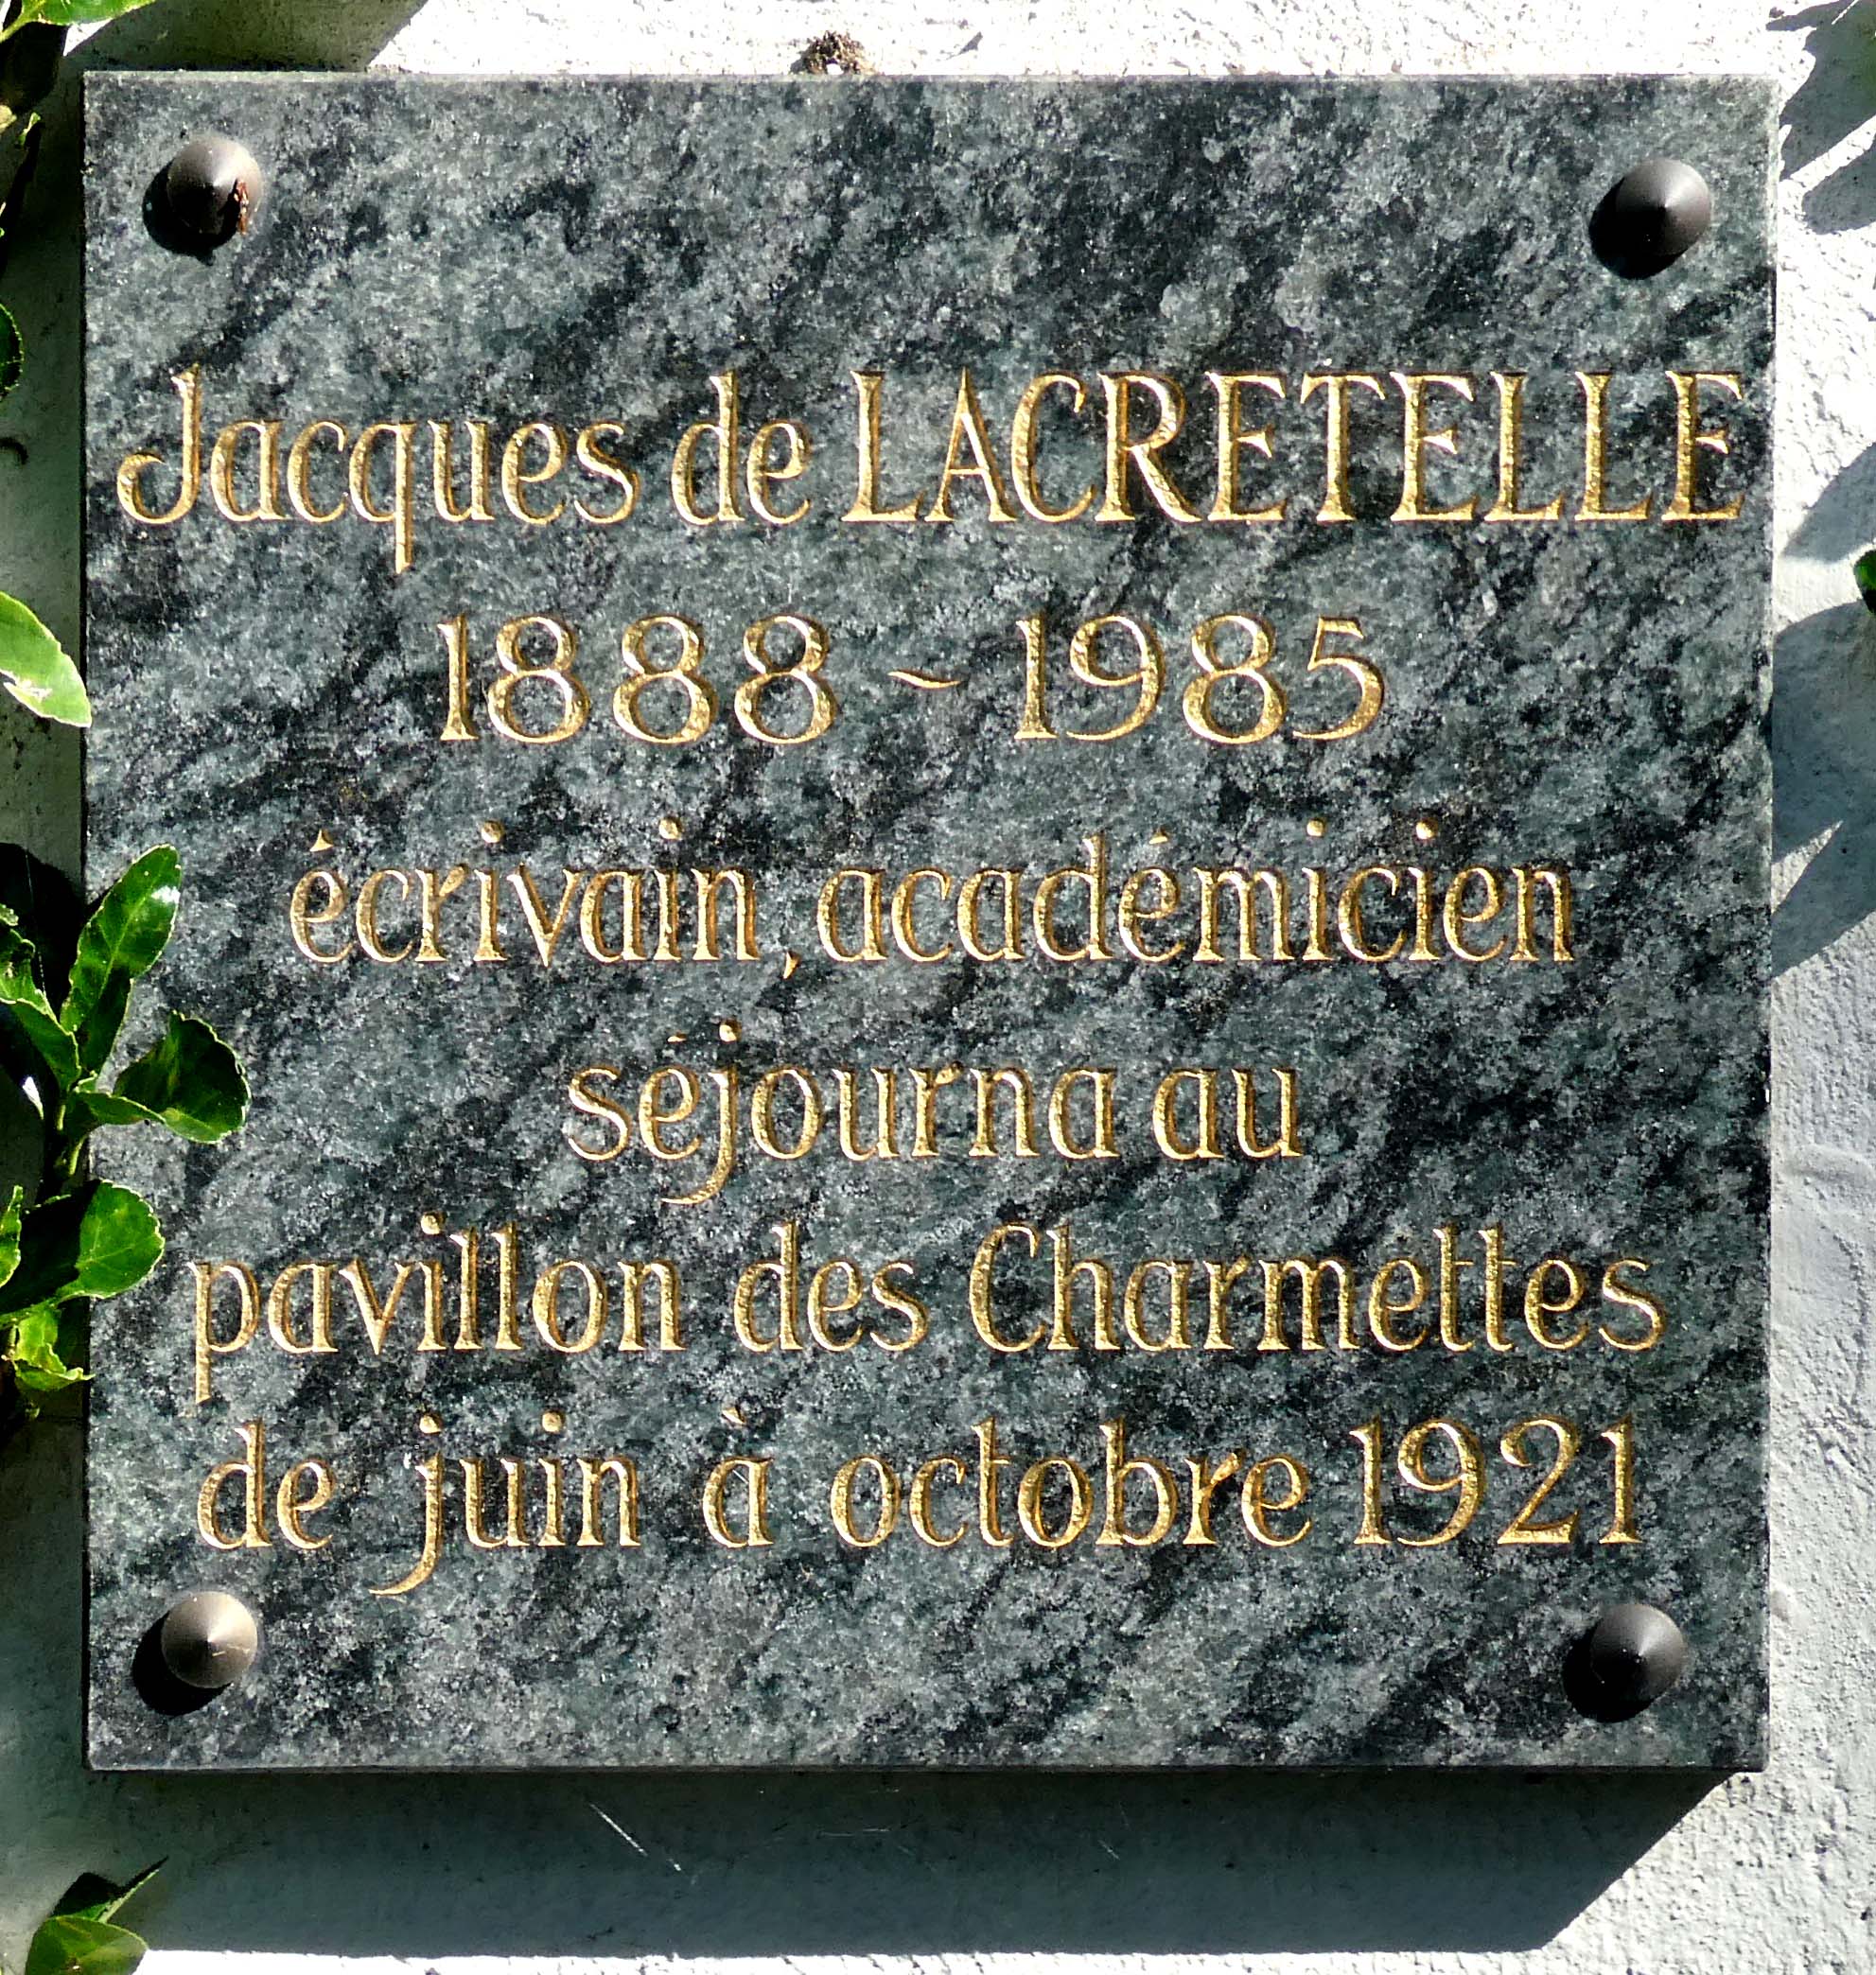 Jacques de LACRETELLE
1888 - 1985
écrivain, académicien
séjourna au
pavillon des Charmettes
de juin à octobre 1921